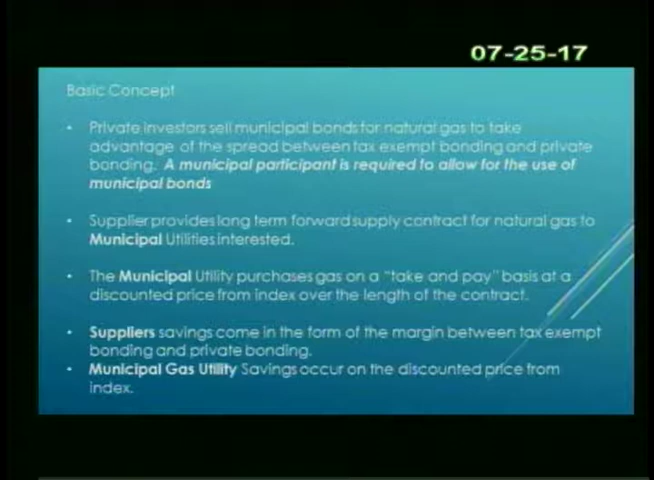 07-25-17
Basic Concept
• Private investors sell municipal bonds for natural gas to take
advantage of the spread between tax exempt bonding and private
bonding. A municipal participant is required to allow for the use of
municipal bonds
• Supplier provides long term forward supply contract for natural gas to
Municipal Utilities interested.
• The Municipal Utility purchases gas on a "take and pay" basis at a
discounted price from index over the length of the contract.
• Suppliers savings come in the form of the margin between tax exempt
bonding and private bonding.
• Municipal Gas Utility Savings occur on the discounted price from
index.